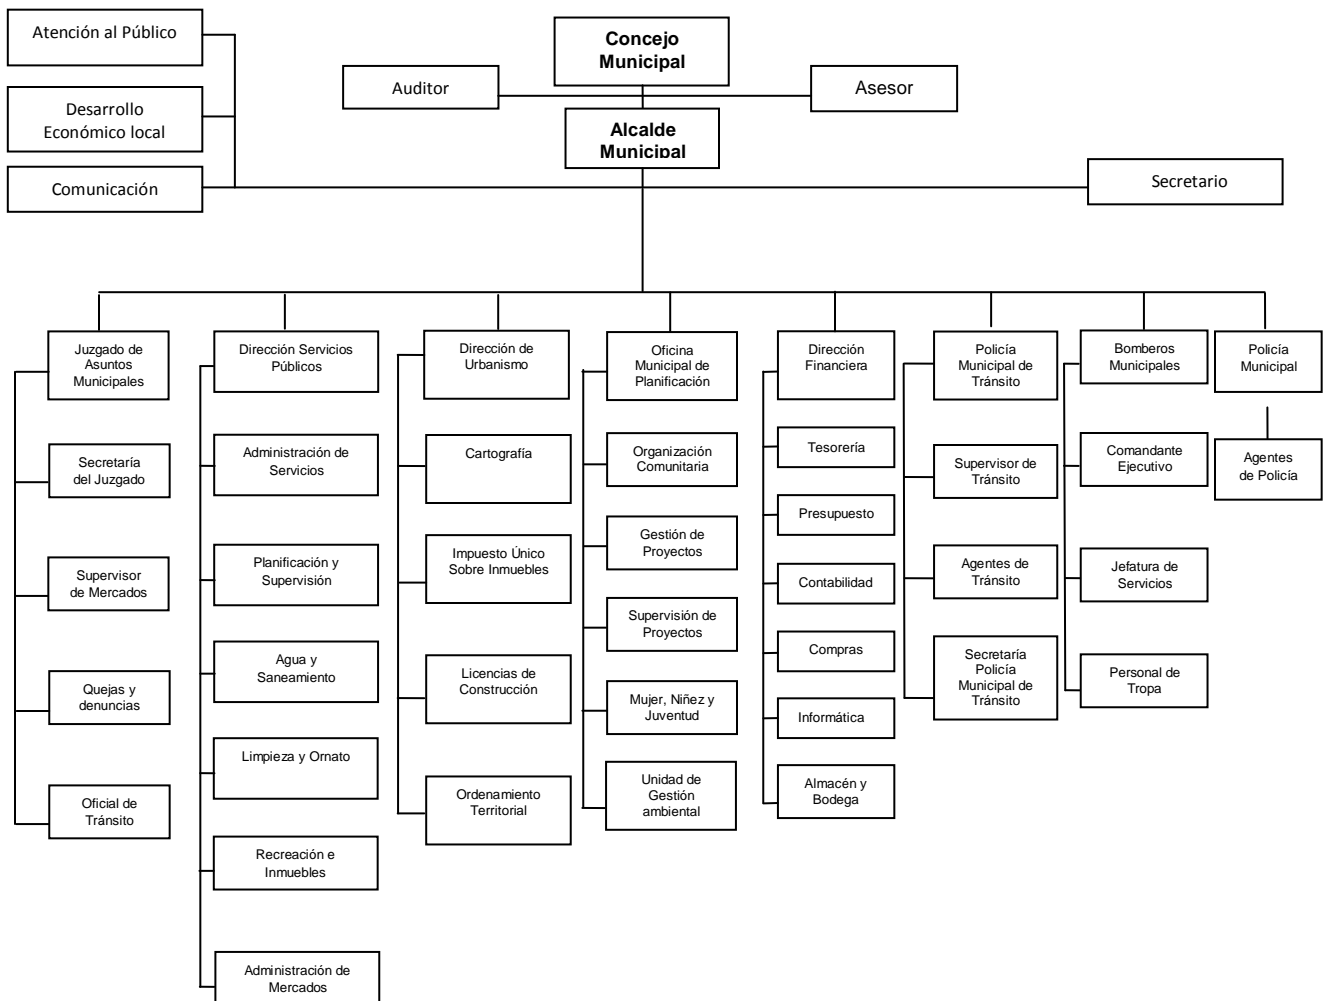 Atención al Público
Concejo
Municipal
Auditor
Asesor
Desarrollo
Económico local
Alcalde
Municipal
Comunicación
Secretario
Juzgado de
Asuntos
Municipales
Secretaría
del Juzgado
Supervisor
de Mercados
Quejas y
denuncias
Oficial de
Tránsito
Dirección Servicios
Públicos
Administración de
Servicios
Planificación y
Supervisión
Agua y
Saneamiento
Limpieza y Ornato
Recreación e
Inmuebles
Administración de
Mercados
Dirección de
Urbanismo
Cartografía
Impuesto Único
Sobre Inmuebles
Licencias de
Construcción
Ordenamiento
Territorial
Oficina
Municipal de
Planificación
Organización
Comunitaria
Gestión de
Proyectos
Supervisión de
Proyectos
Mujer, Niñez y
Juventud
Unidad de
Gestión
ambiental
Dirección
Financiera
Tesorería
Presupuesto
Contabilidad
Compras
Informática
Almacén y
Bodega
Policía
Municipal de
Tránsito
Supervisor de
Tránsito
Agentes de
Tránsito
Secretaría
Policía
Municipal de
Tránsito
Bomberos
Municipales
Comandante
Ejecutivo
Jefatura de
Servicios
Personal de
Tropa
Policía
Municipal
Agentes
de Policía